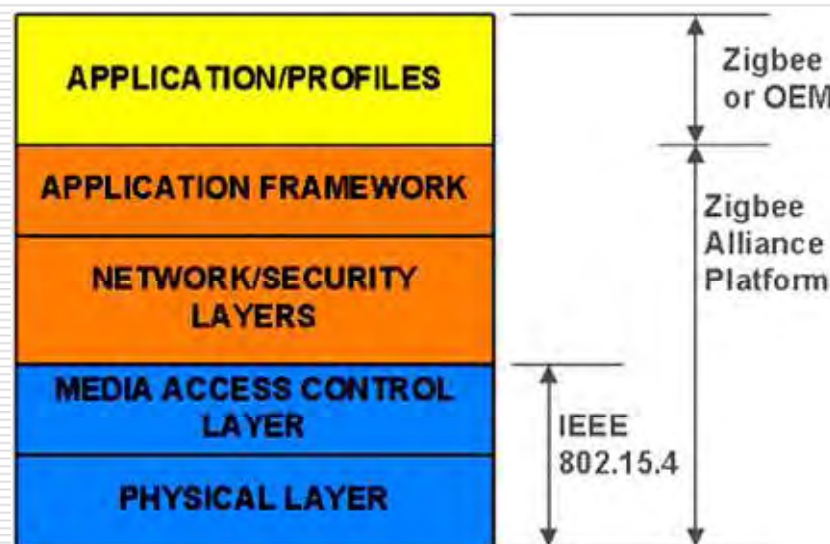 APPLICATION/PROFILES
APPLICATION FRAMEWORK
NETWORK/SECURITY
LAYERS
MEDIA ACCESS CONTROL
LAYER
PHYSICAL LAYER
Zigbee
or OEM
Zigbee
Alliance
Platform
IEEE
802.15.4